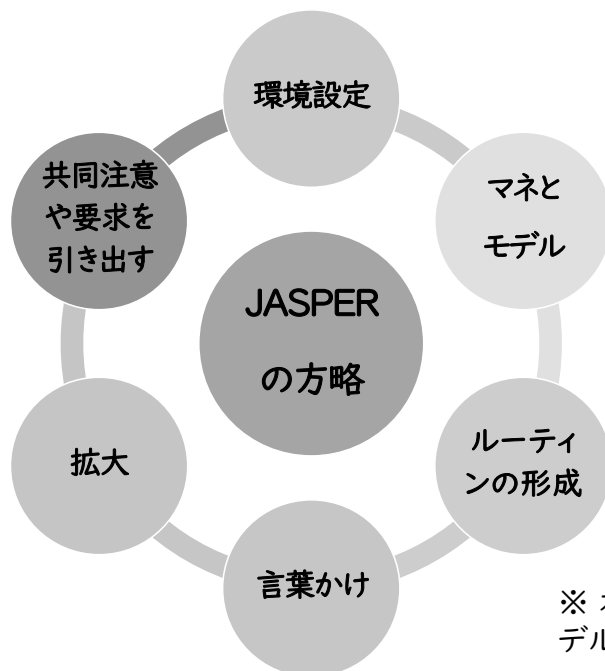 環境設定
マネと
モデル
ルーティ
ンの形成
言葉かけ
拡大
共同注意
や要求を
引き出す
JASPER
の方略
※
デル